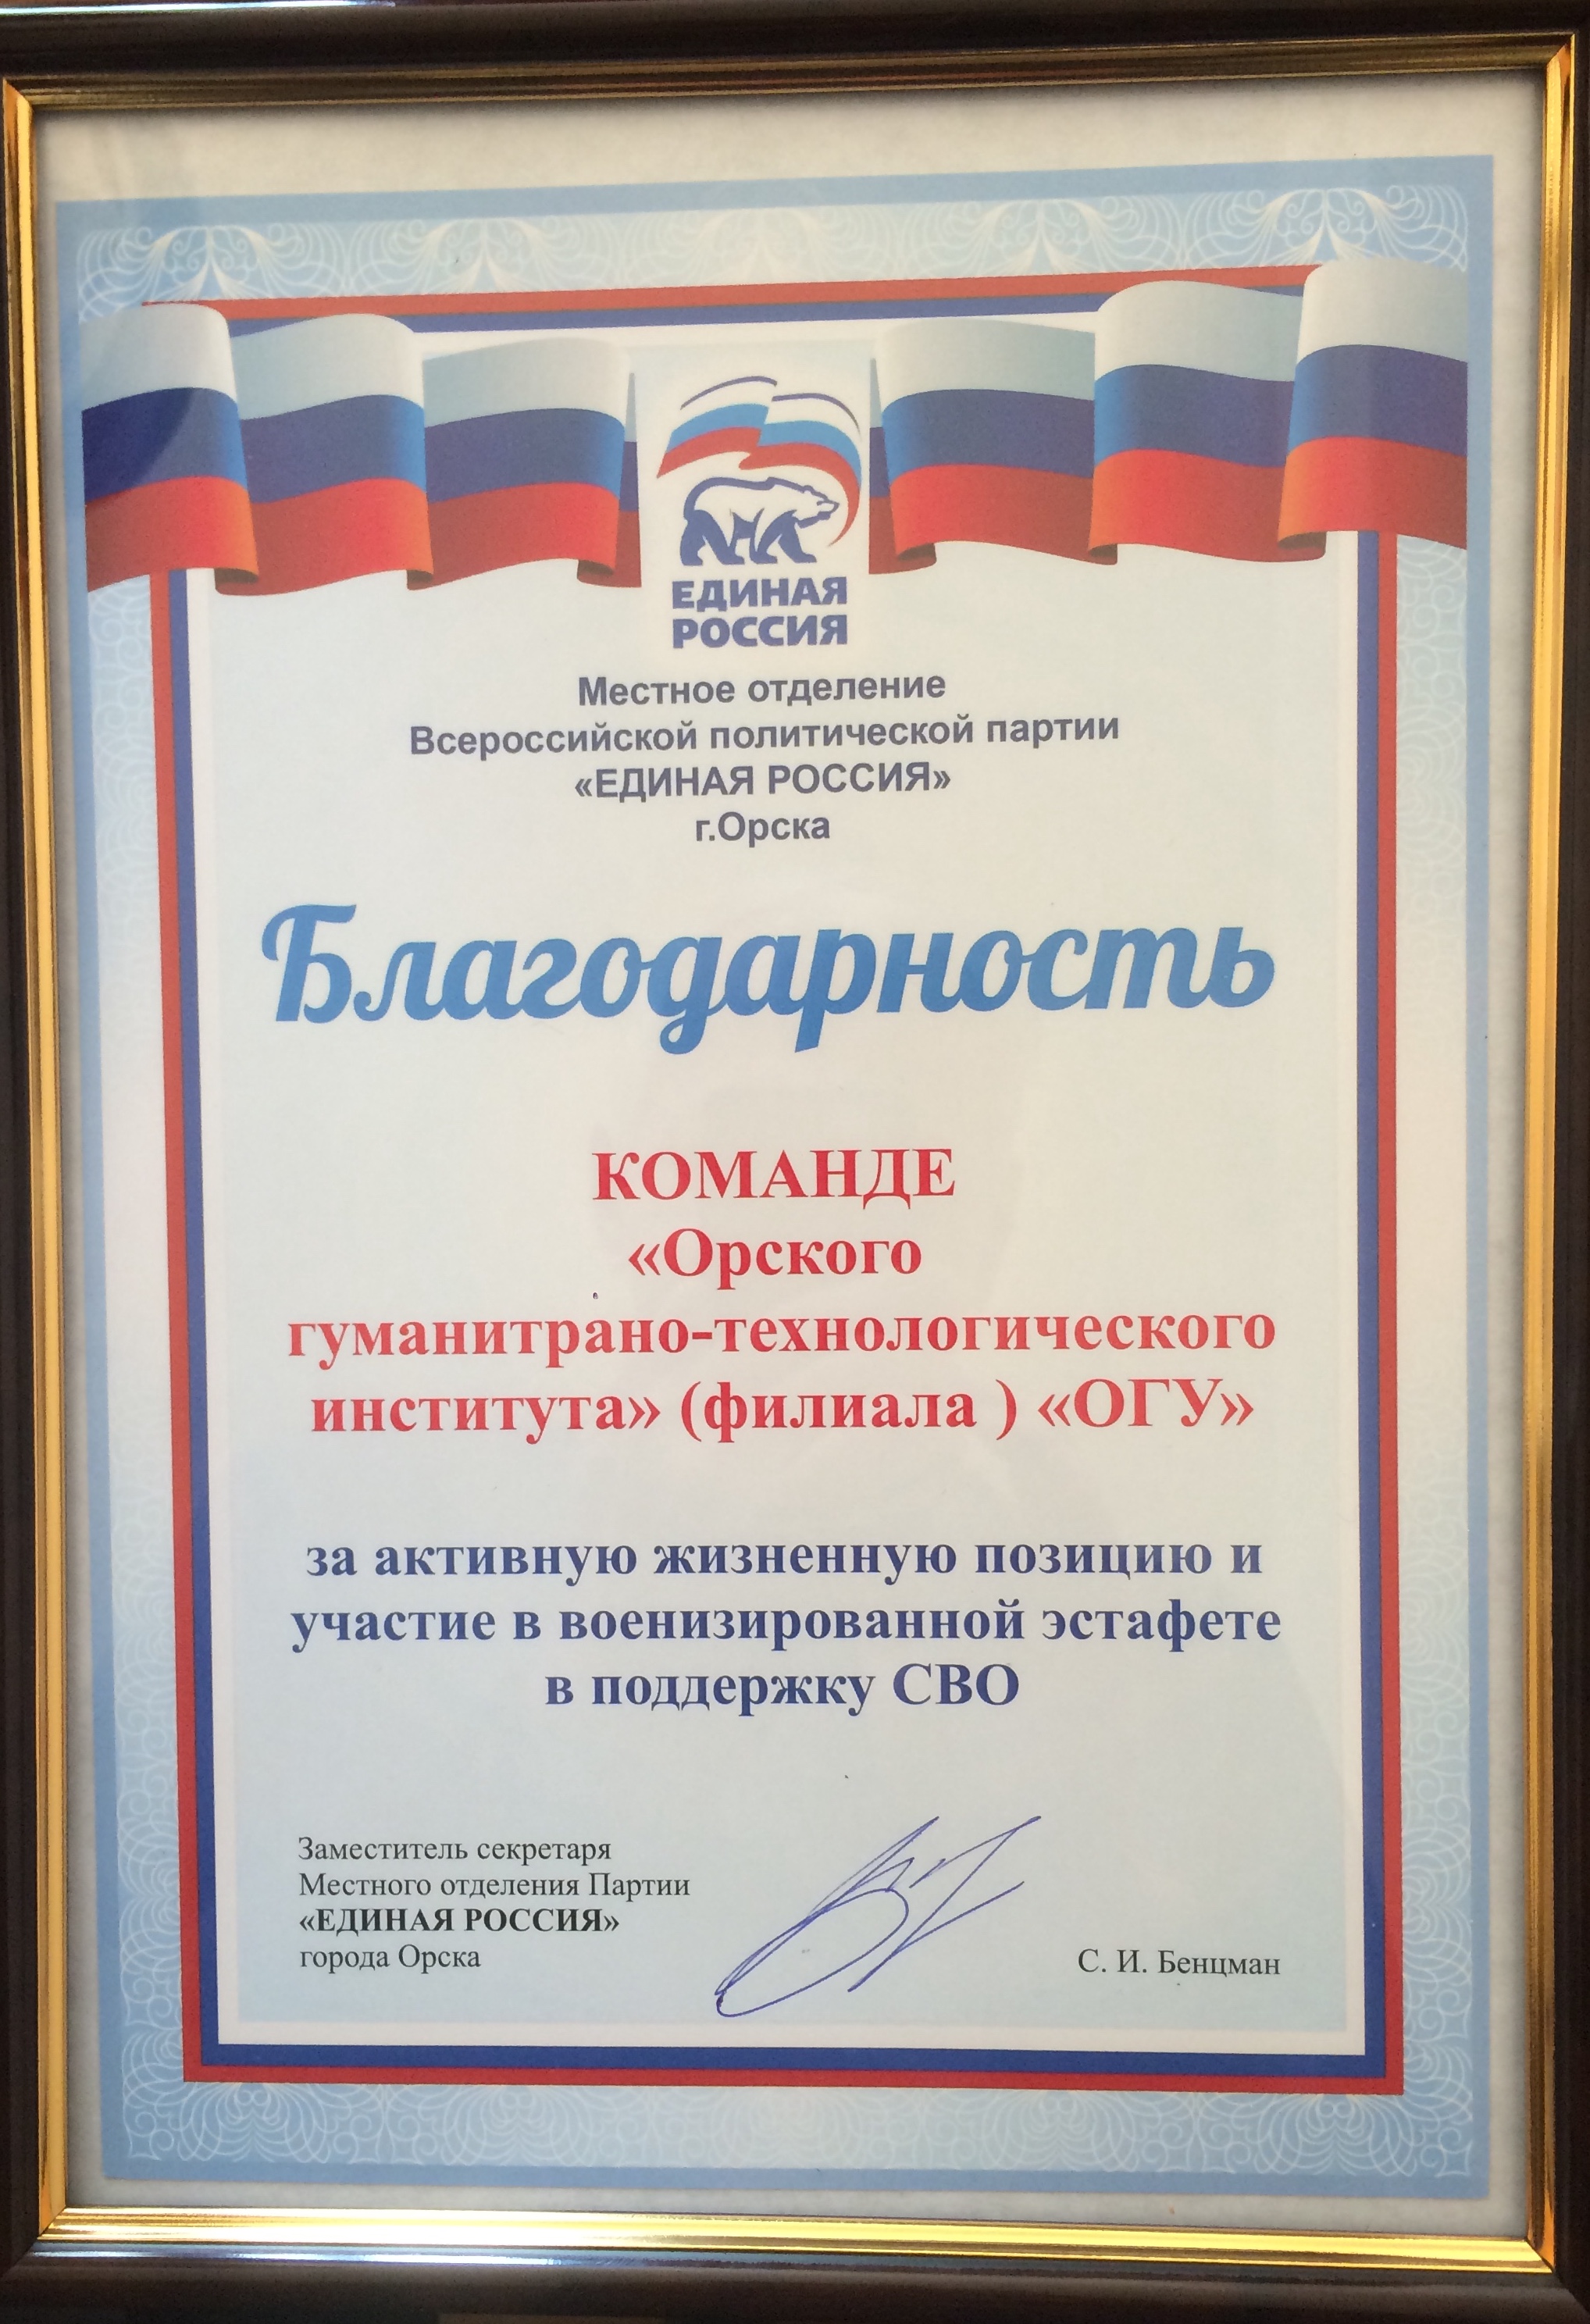 ЕДИНАЯ
РОССИЯ
Местное отделение
Всероссийской политической партии
«ЕДИНАЯ РОССИЯ»
г.Орска
Благодарность
КОМАНДЕ
«Орского
гуманитрано-технологического
института» (филиала ) «ОГУ»
за активную жизненную позицию и
участие в военизированной эстафете
в поддержку СВО
Заместитель секретаря
Местного отделения Партии
«ЕДИНАЯ РОССИЯ»
города Орска
С. И. Бенцман